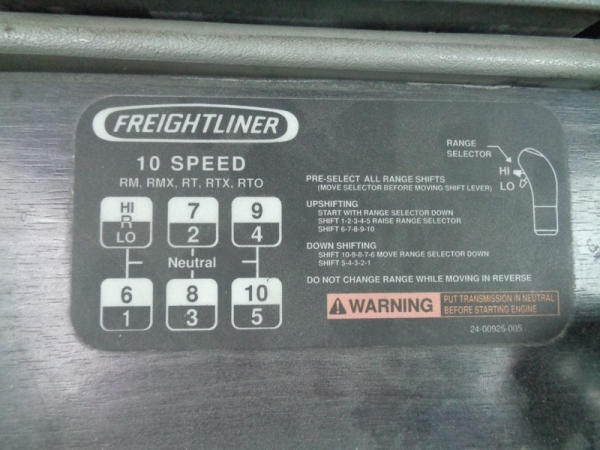 FREIGHTLINER
10 SPEED
RM, RMX, RT, RTX, RTO
HI 7 9
R
LO 2 4
Neutral
6 8 10
1 3 5
RANGE
SELECTOR
HI
LO
PRE-SELECT ALL RANGE SHIFTS
(MOVE SELECTOR BEFORE MOVING SHIFT LEVER)
UPSHIFTING
START WITH RANGE SELECTOR DOWN
SHIFT 1-2-3-4-5 RAISE RANGE SELECTOR
SHIFT 6-7-8-9-10
DOWN SHIFTING
SHIFT 10-9-8-7-6 MOVE RANGE SELECTOR DOWN
SHIFT 5-4-3-2-1
DO NOT CHANGE RANGE WHILE MOVING IN REVERSE
WARNING
PUT TRANSMISSION IN NEUTRAL
BEFORE STARTING ENGINE
24-00925-005